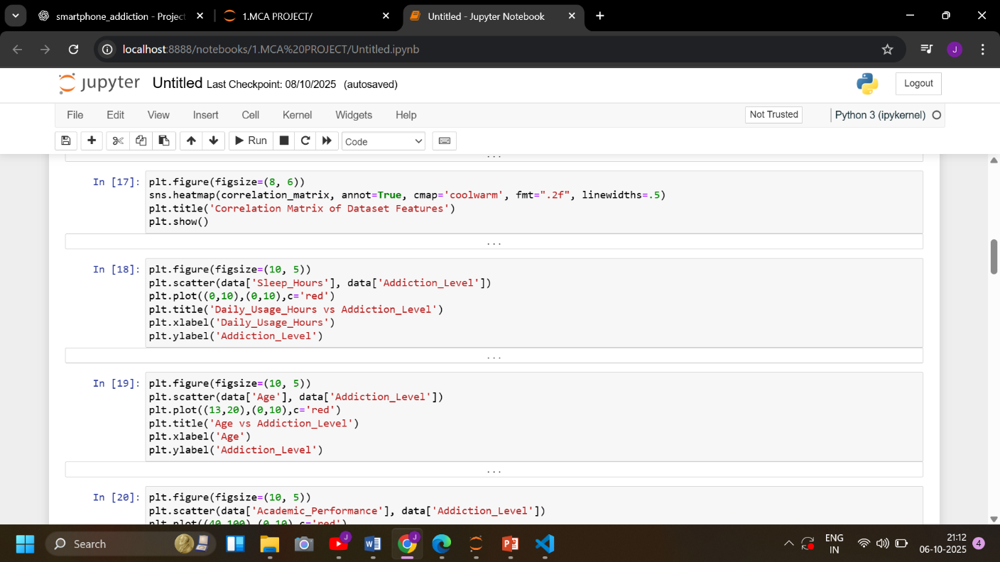 smartphone_addiction - Project
1.MCA PROJECT/
Untitled - Jupyter Notebook
localhost:8888/notebooks/1.MCA%20PROJECT/Untitled.ipynb
J
jupyter Untitled Last Checkpoint: 08/10/2025 (autosaved)
Logout
File Edit View Insert Cell Kernel Widgets Help
Not Trusted
Python 3 (ipykernel)
Run
Code
...
In [17]: plt.figure(figsize=(8, 6))
sns.heatmap(correlation_matrix, annot=True, cmap='coolwarm', fmt=".2f", linewidths=.5)
plt.title('Correlation Matrix of Dataset Features')
plt.show()
...
In [18]: plt.figure(figsize=(10, 5))
plt.scatter(data['Sleep_Hours'], data['Addiction_Level'])
plt.plot((0,10),(0,10),c='red')
plt.title('Daily_Usage_Hours vs Addiction_Level')
plt.xlabel('Daily_Usage_Hours')
plt.ylabel('Addiction_Level')
...
In [19]: plt.figure(figsize=(10, 5))
plt.scatter(data['Age'], data['Addiction_Level'])
plt.plot((13,20),(0,10),c='red')
plt.title('Age vs Addiction_Level')
plt.xlabel('Age')
plt.ylabel('Addiction_Level')
...
In [20]: plt.figure(figsize=(10, 5))
plt.scatter(data['Academic_Performance'], data['Addiction_Level'])
plt.plot((40,100),(0,10),c='red')
Search
J
J
ENG
IN
21:12
06-10-2025
4